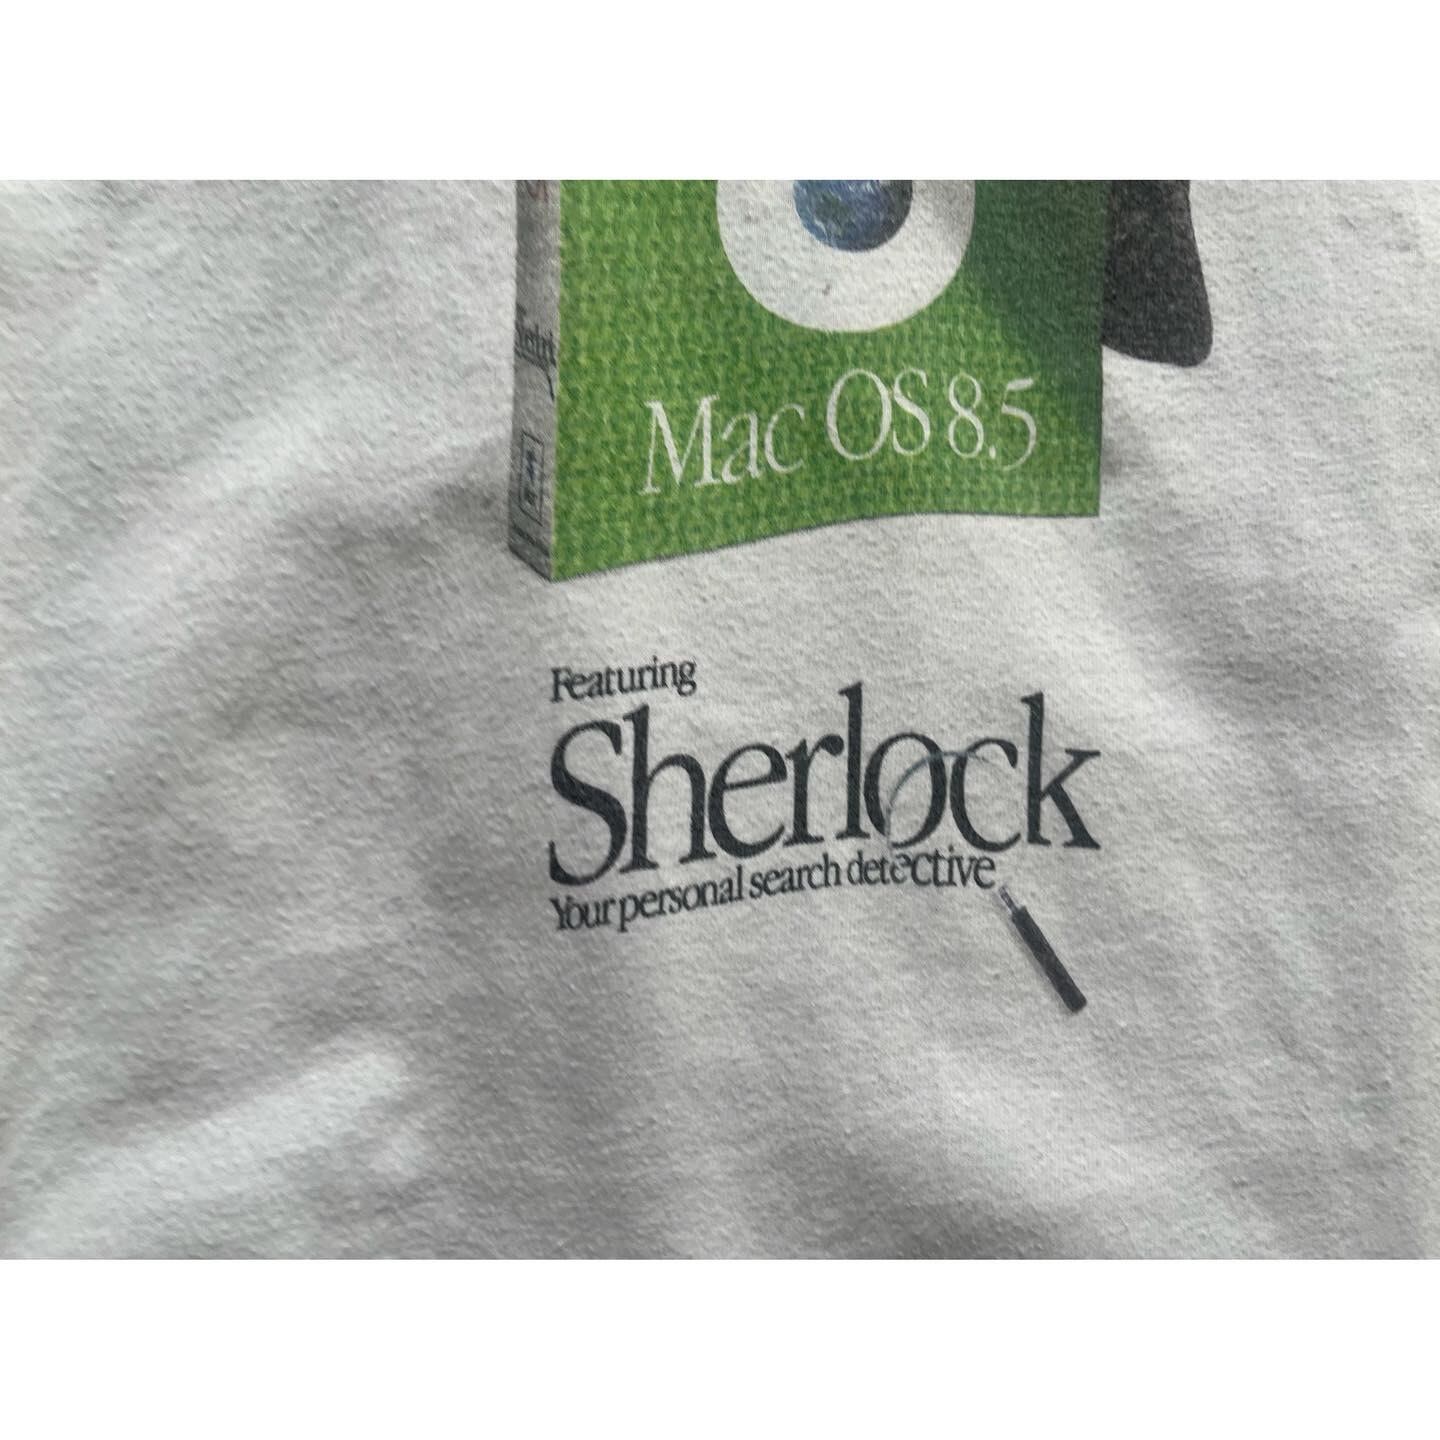 Mac OS 8.5
Featuring
Sherlock
Your personal search detective